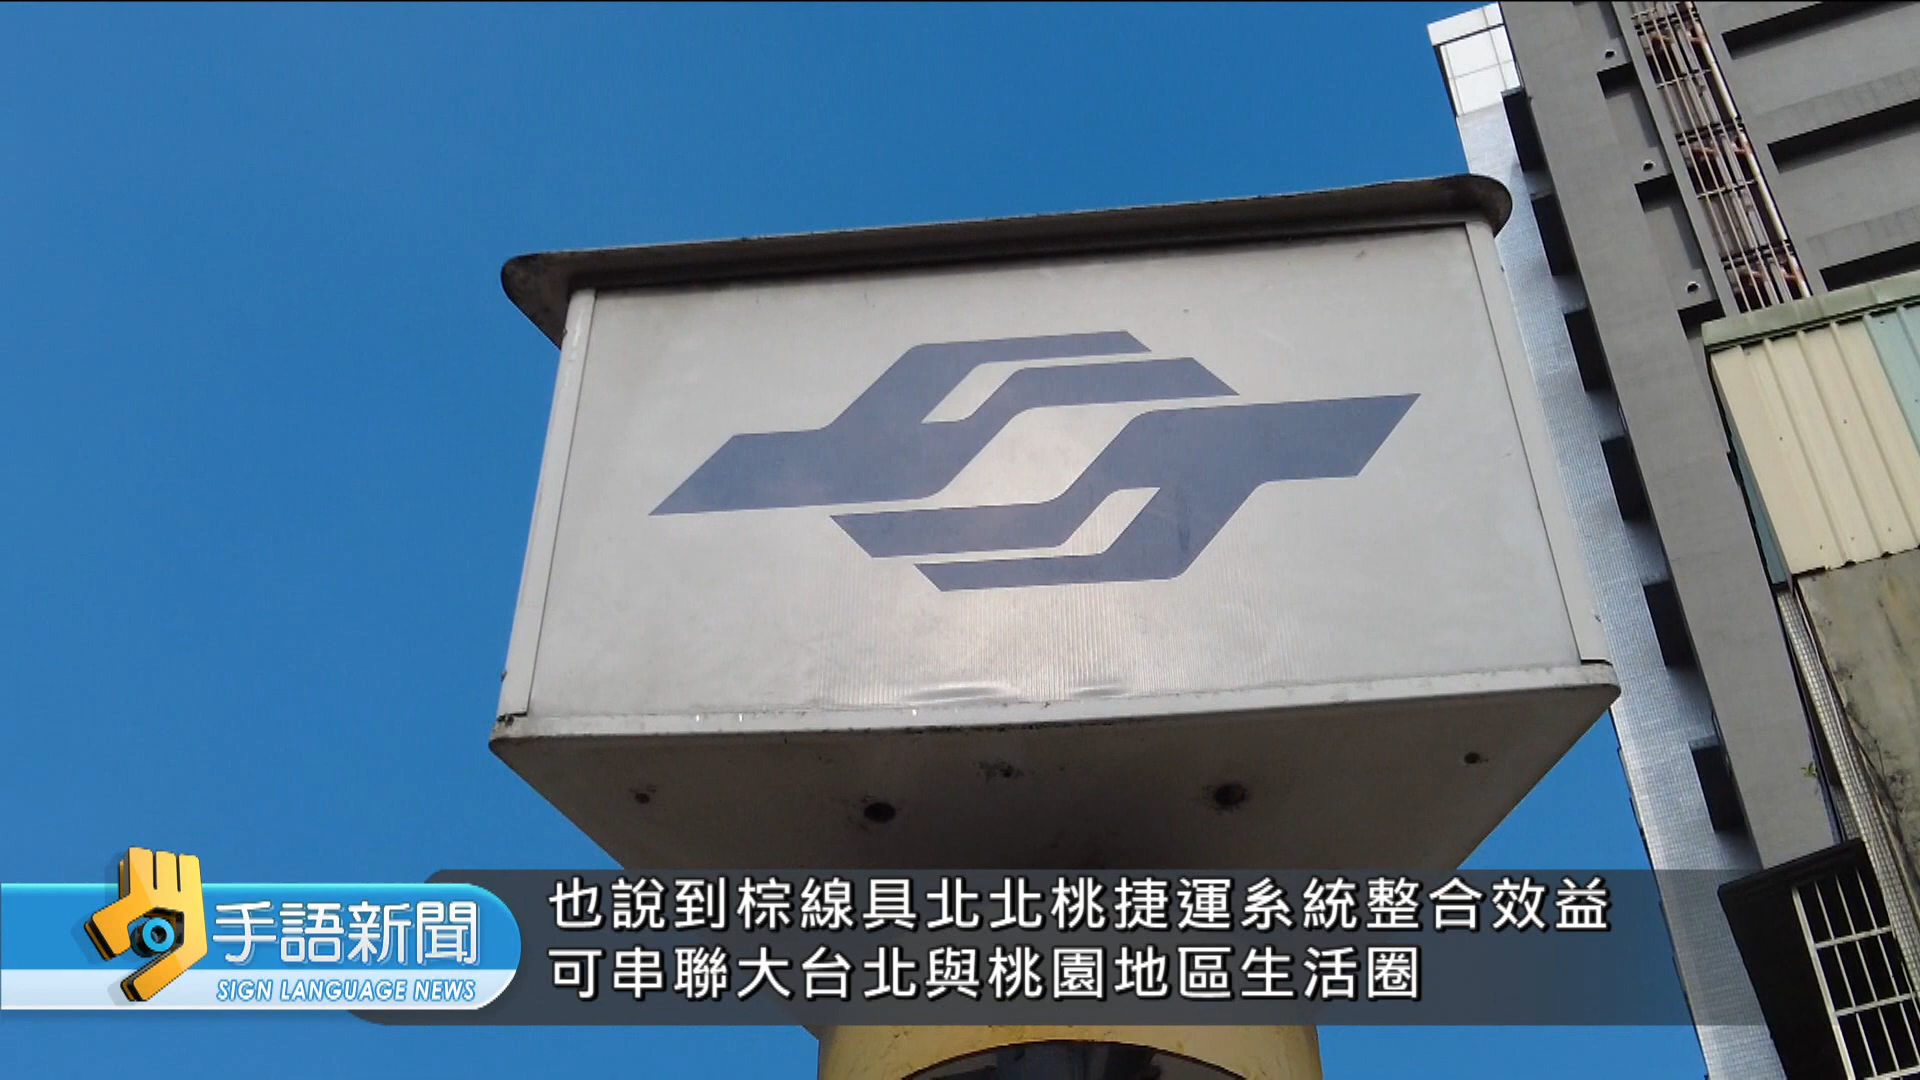 也說到棕線具北北桃捷運系統整合效益
可串聯大台北與桃園地區生活圈
手語新聞
SIGN LANGUAGE NEWS